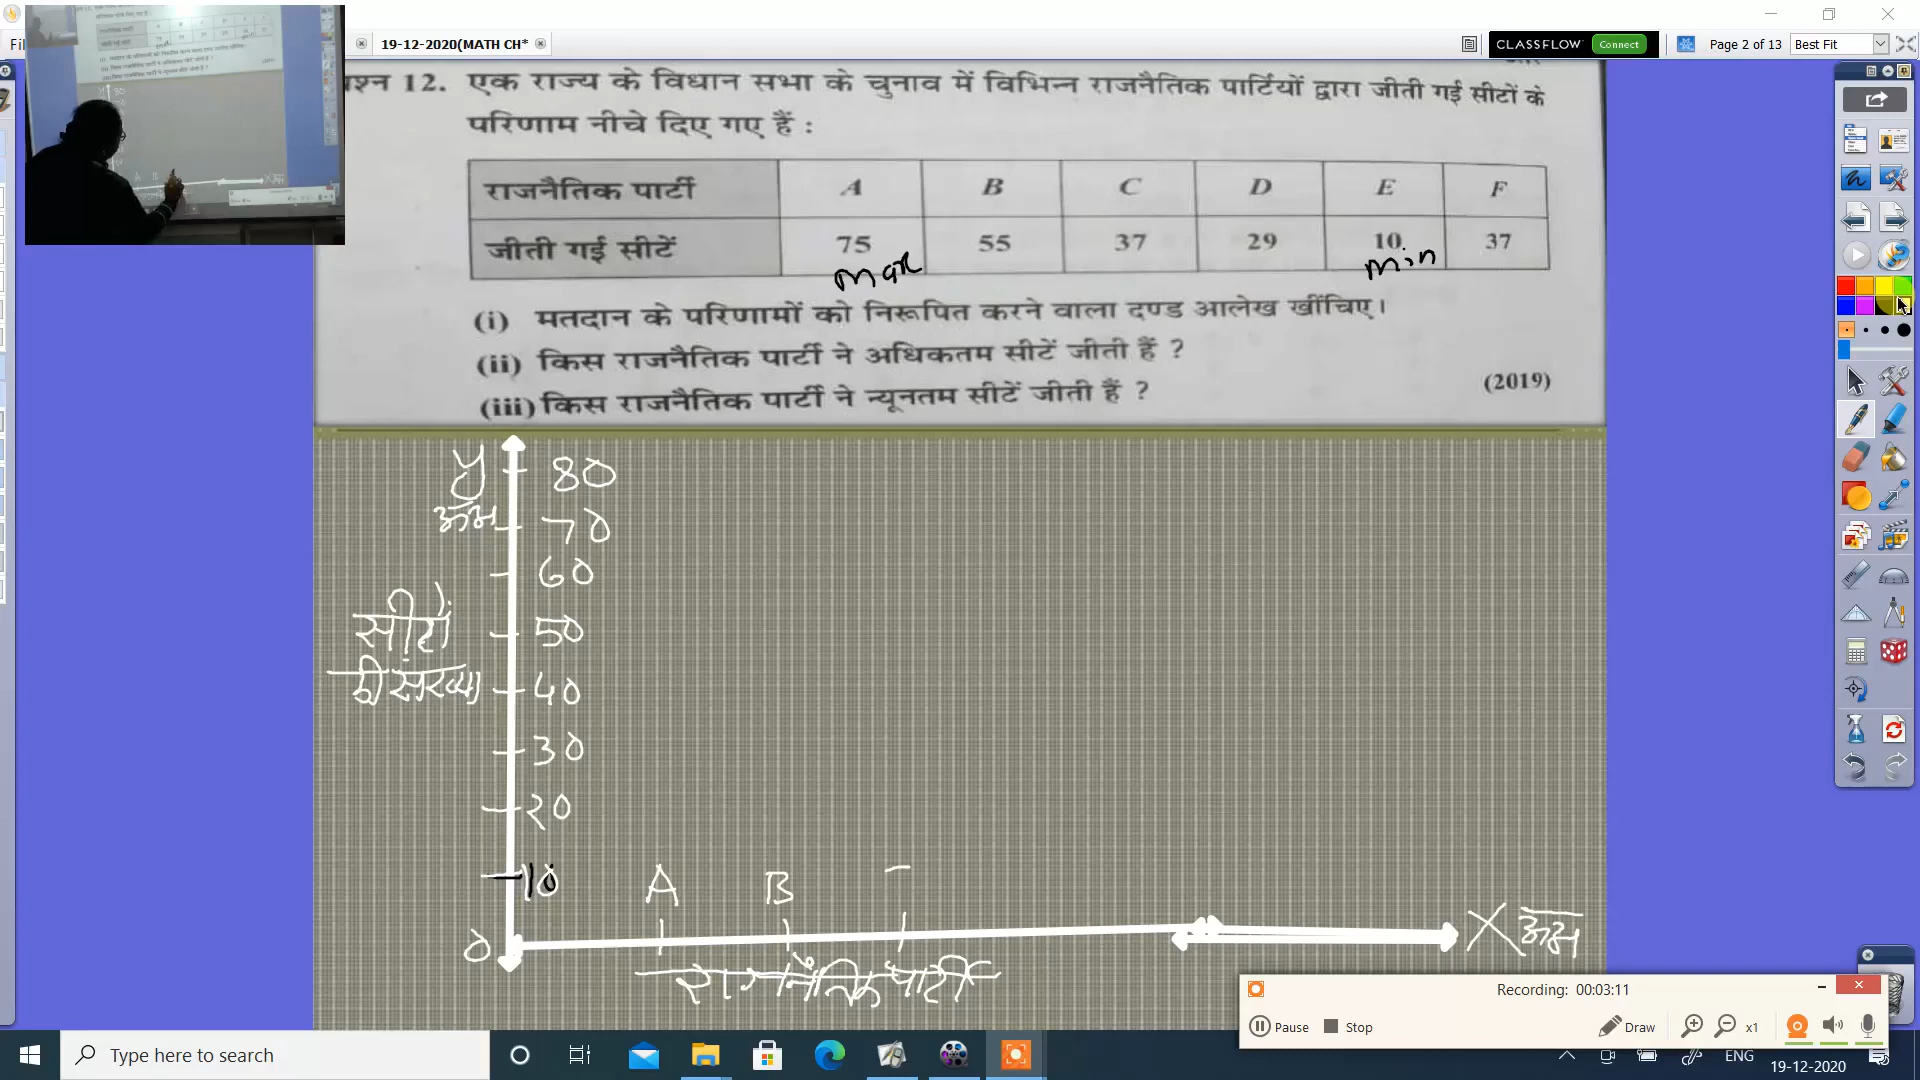 Fil
19-12-2020(MATH CH*
CLASSFLOW Connect
Page 2 of 13
Best Fit
प्रश्न 12. एक राज्य के विधान सभा के चुनाव में विभिन्न राजनैतिक पार्टियों द्वारा जीती गई सीटों के
परिणाम नीचे दिए गए हैं :
राजनैतिक पार्टी A B C D E F
जीती गई सीटें 75 55 37 29 10 37
max min
(i) मतदान के परिणामों को निरूपित करने वाला दण्ड आलेख खींचिए।
(ii) किस राजनैतिक पार्टी ने अधिकतम सीटें जीती हैं ?
(2019)
(iii) किस राजनैतिक पार्टी ने न्यूनतम सीटें जीती हैं ?
y 80
अक्ष 70
60
सीटों 50
की संख्या 40
30
20
10 A B
0 X अक्ष
राजनैतिक पार्टी
Recording: 00:03:11
Pause Stop Draw x1
Type here to search
ENG
19-12-2020